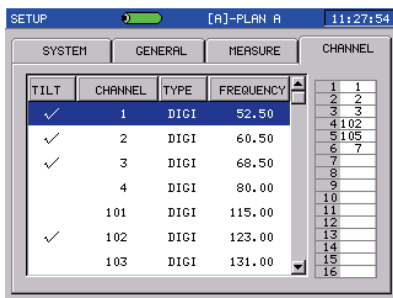 SETUP [A]-PLAN A 11:27:54
SYSTEM GENERAL MEASURE CHANNEL
TILT CHANNEL TYPE FREQUENCY
1 DIGI 52.50
2 DIGI 60.50
3 DIGI 68.50
4 DIGI 80.00
101 DIGI 115.00
102 DIGI 123.00
103 DIGI 131.00
1 1
2 2
3 3
4 102
5 105
6 7
7
8
9
10
11
12
13
14
15
16